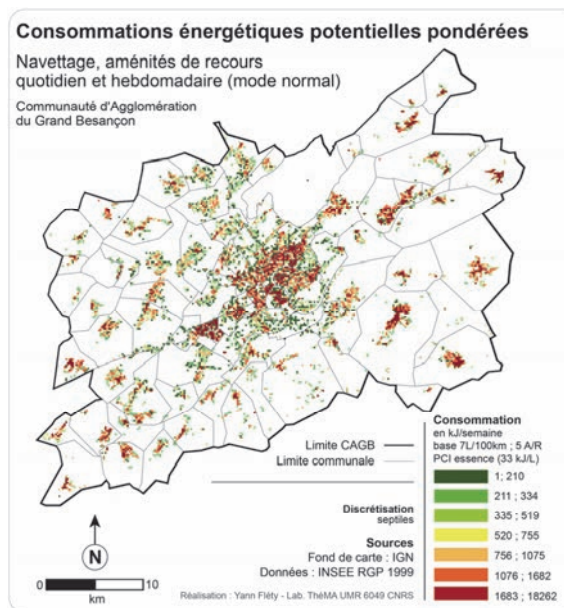 Consommations énergétiques potentielles pondérées
Navettage, aménités de recours
quotidien et hebdomadaire (mode normal)
Communauté d'Agglomération
du Grand Besançon
Limite CAGB
Limite communale
Discrétisation
septiles
Sources
Fond de carte : IGN
Données : INSEE RGP 1999
Consommation
en kJ/semaine
base 7L/100km ; 5 A/R
PCI essence (33 kJ/L)
1; 210
211 ; 334
335 ; 519
520 ; 755
756 ; 1075
1076 ; 1682
1683 ; 18262
N
0 10
km
Réalisation : Yann Fléty - Lab. ThéMA UMR 6049 CNRS